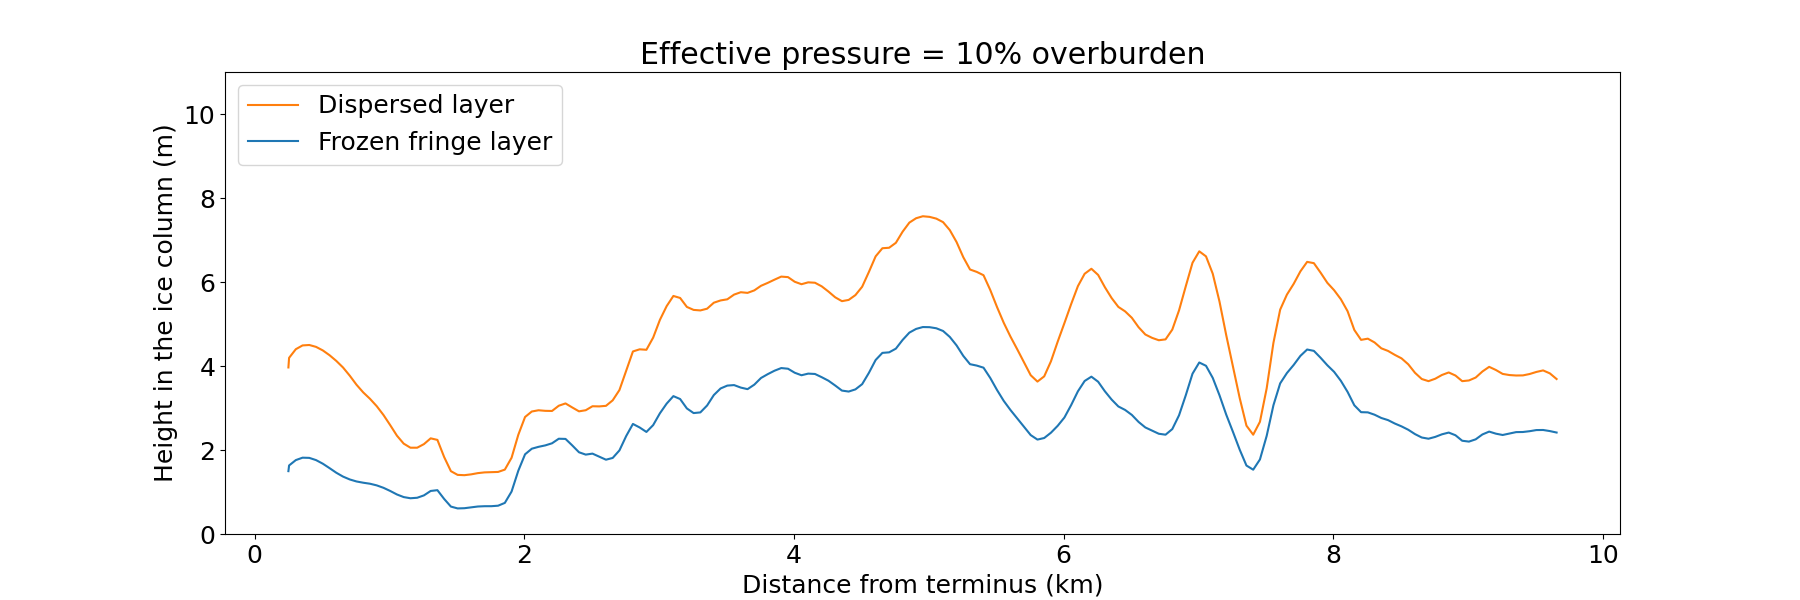 Effective pressure = 10% overburden
Dispersed layer
Frozen fringe layer
Height in the ice column (m)
10
8
6
4
2
0
0 2 4 6 8 10
Distance from terminus (km)